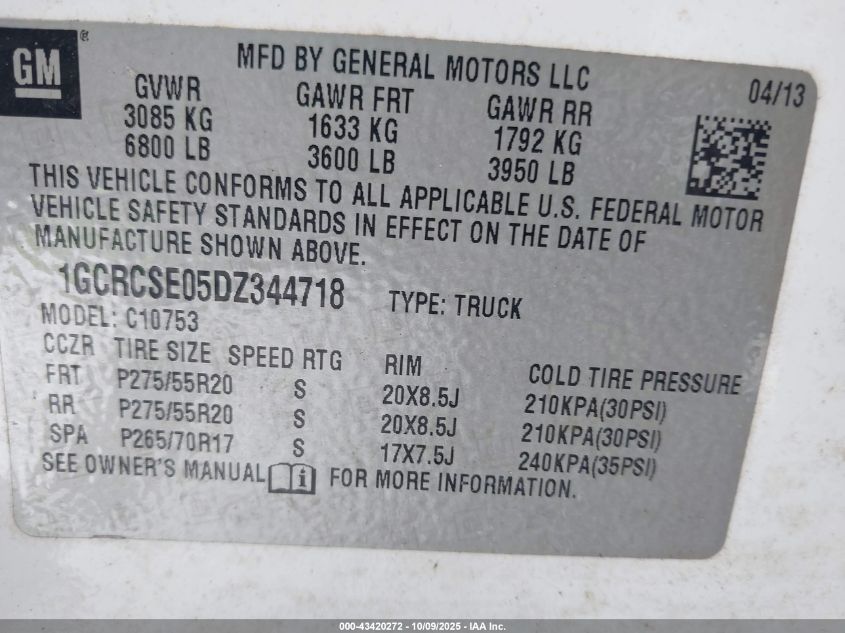 GM®
MFD BY GENERAL MOTORS LLC
04/13
GVWR GAWR FRT GAWR RR
3085 KG 1633 KG 1792 KG
6800 LB 3600 LB 3950 LB
THIS VEHICLE CONFORMS TO ALL APPLICABLE U.S. FEDERAL MOTOR
VEHICLE SAFETY STANDARDS IN EFFECT ON THE DATE OF
MANUFACTURE SHOWN ABOVE.
1GCRCSE05DZ344718 TYPE: TRUCK
MODEL: C10753
CCZR TIRE SIZE SPEED RTG RIM COLD TIRE PRESSURE
FRT P275/55R20 S 20X8.5J 210KPA(30PSI)
RR P275/55R20 S 20X8.5J 210KPA(30PSI)
SPA P265/70R17 S 17X7.5J 240KPA(35PSI)
SEE OWNER'S MANUAL i FOR MORE INFORMATION.
000-43420272 - 10/09/2025 - IAA Inc.